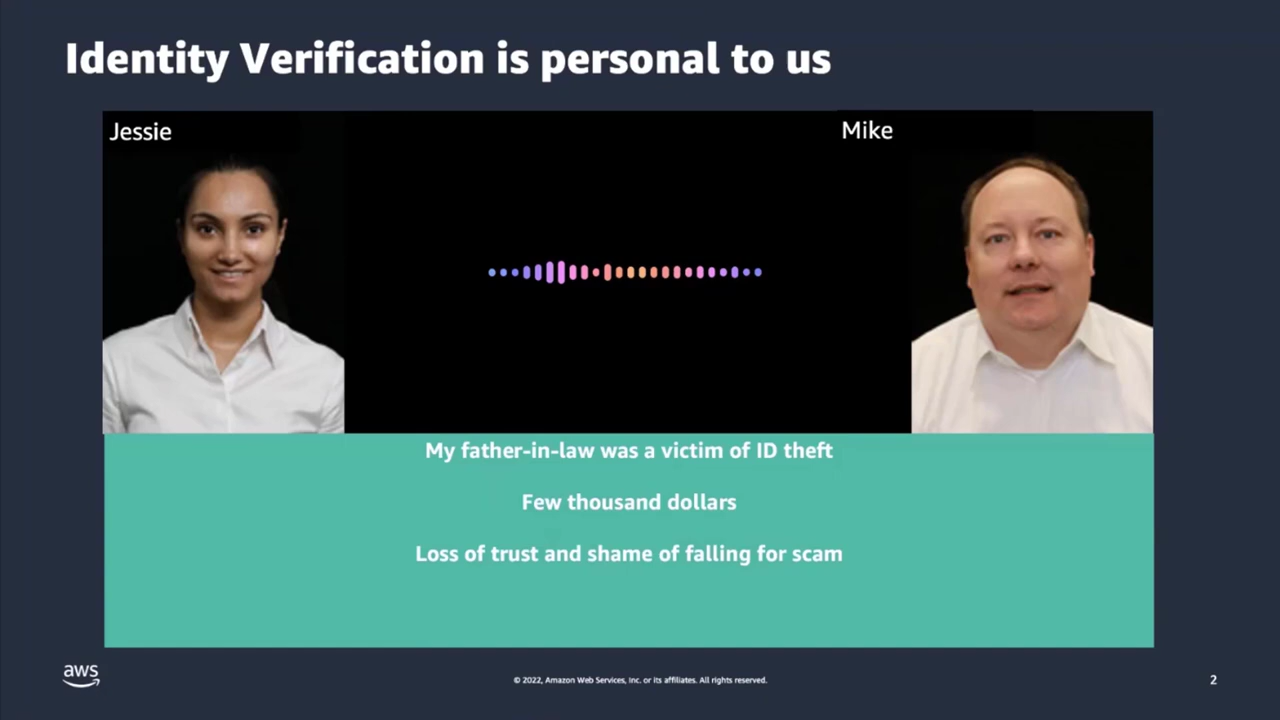 Identity Verification is personal to us
Jessie
Mike
My father-in-law was a victim of ID theft
Few thousand dollars
Loss of trust and shame of falling for scam
aws
© 2022, Amazon Web Services, Inc. or its affiliates. All rights reserved.
2